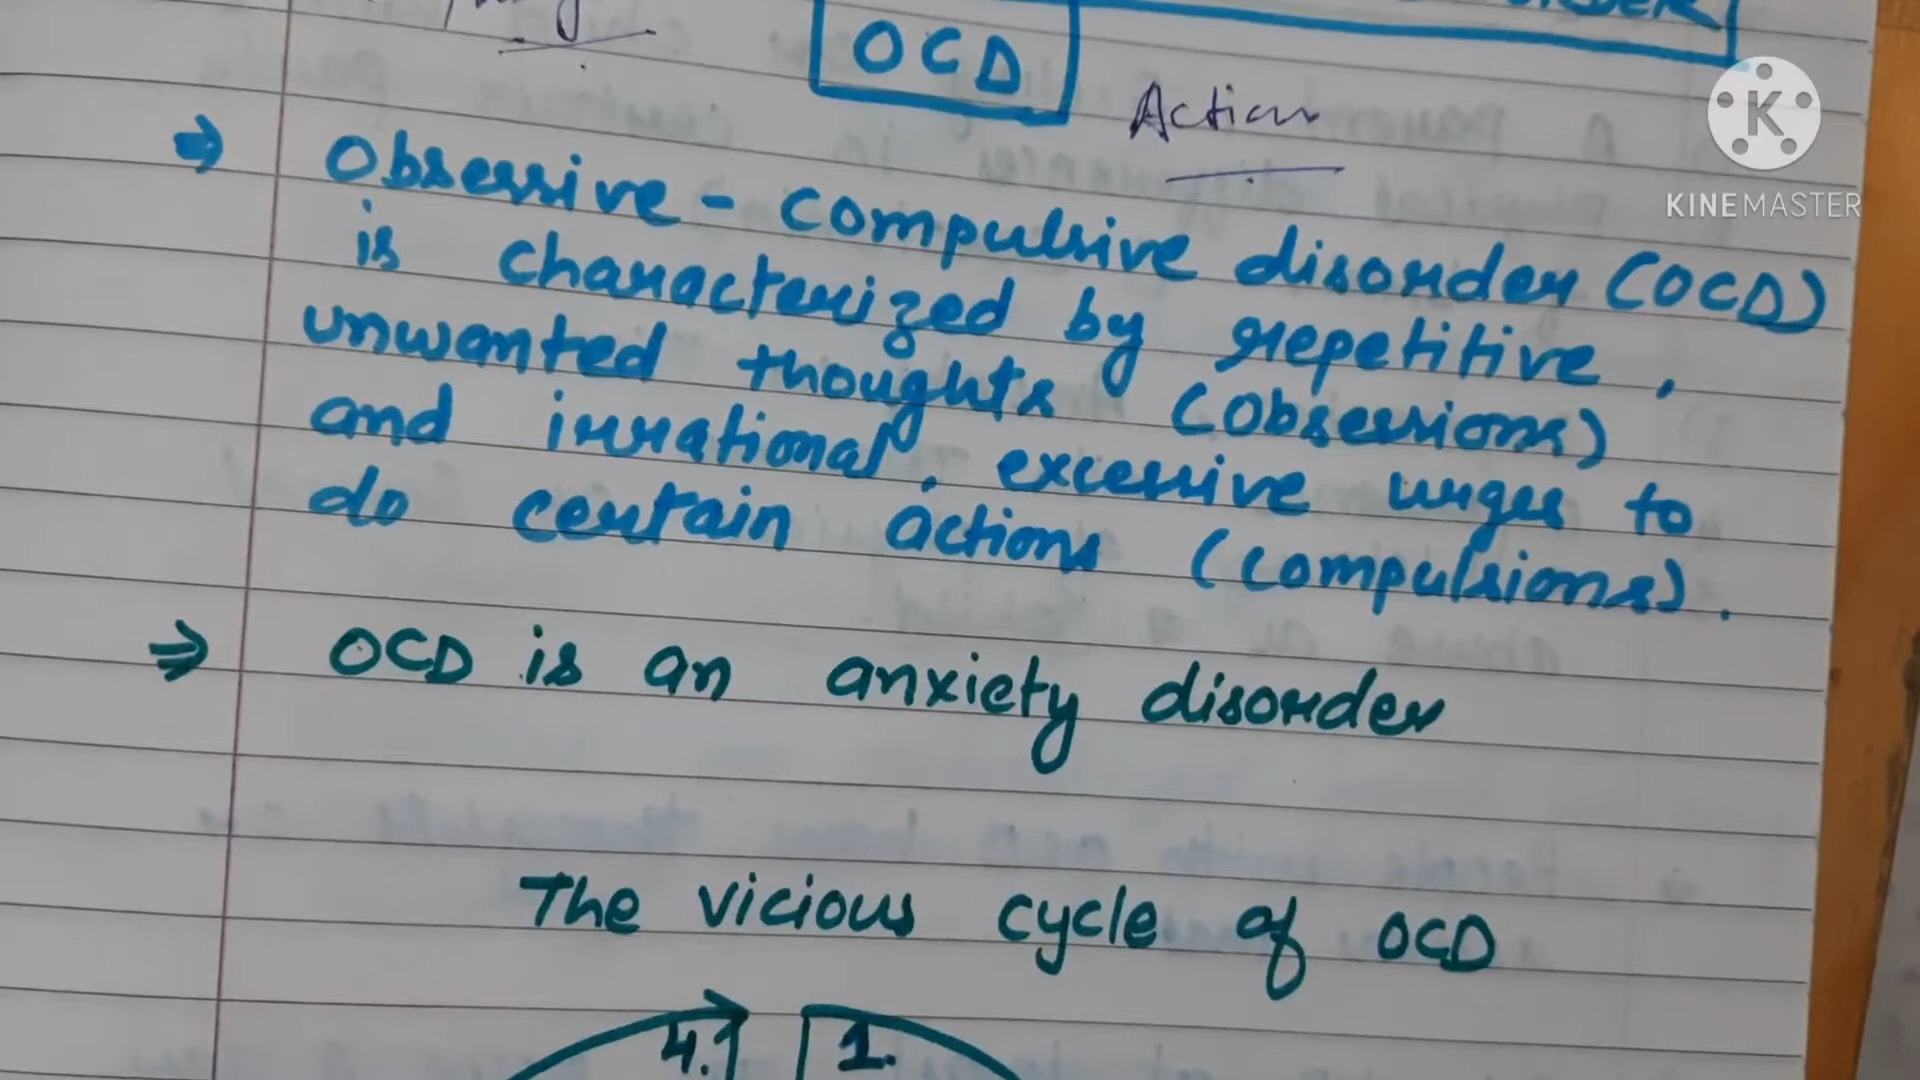 OCD
Action
K
KINEMASTER
⇒ Obsessive - Compulsive disorder (OCD)
is characterized by repetitive,
unwanted thoughts (Obsessions)
and irrational, excessive urges to
do certain actions (compulsions).
⇒ OCD is an anxiety disorder
The vicious cycle of OCD
4.
1.